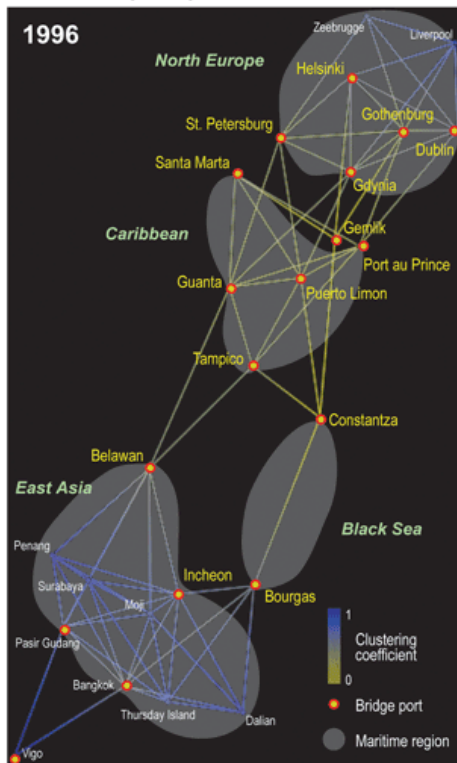 1996
Zeebrugge
Liverpool
North Europe
Helsinki
St. Petersburg
Gothenburg
Dublin
Santa Marta
Gdynia
Caribbean
Gemlik
Port au Prince
Guanta
Puerto Limon
Tampico
Constantza
Belawan
East Asia
Black Sea
Penang
Surabaya
Incheon
Bourgas
Moji
Pasir Gudang
Bangkok
Thursday Island
Dalian
Vigo
1
Clustering
coefficient
0
Bridge port
Maritime region